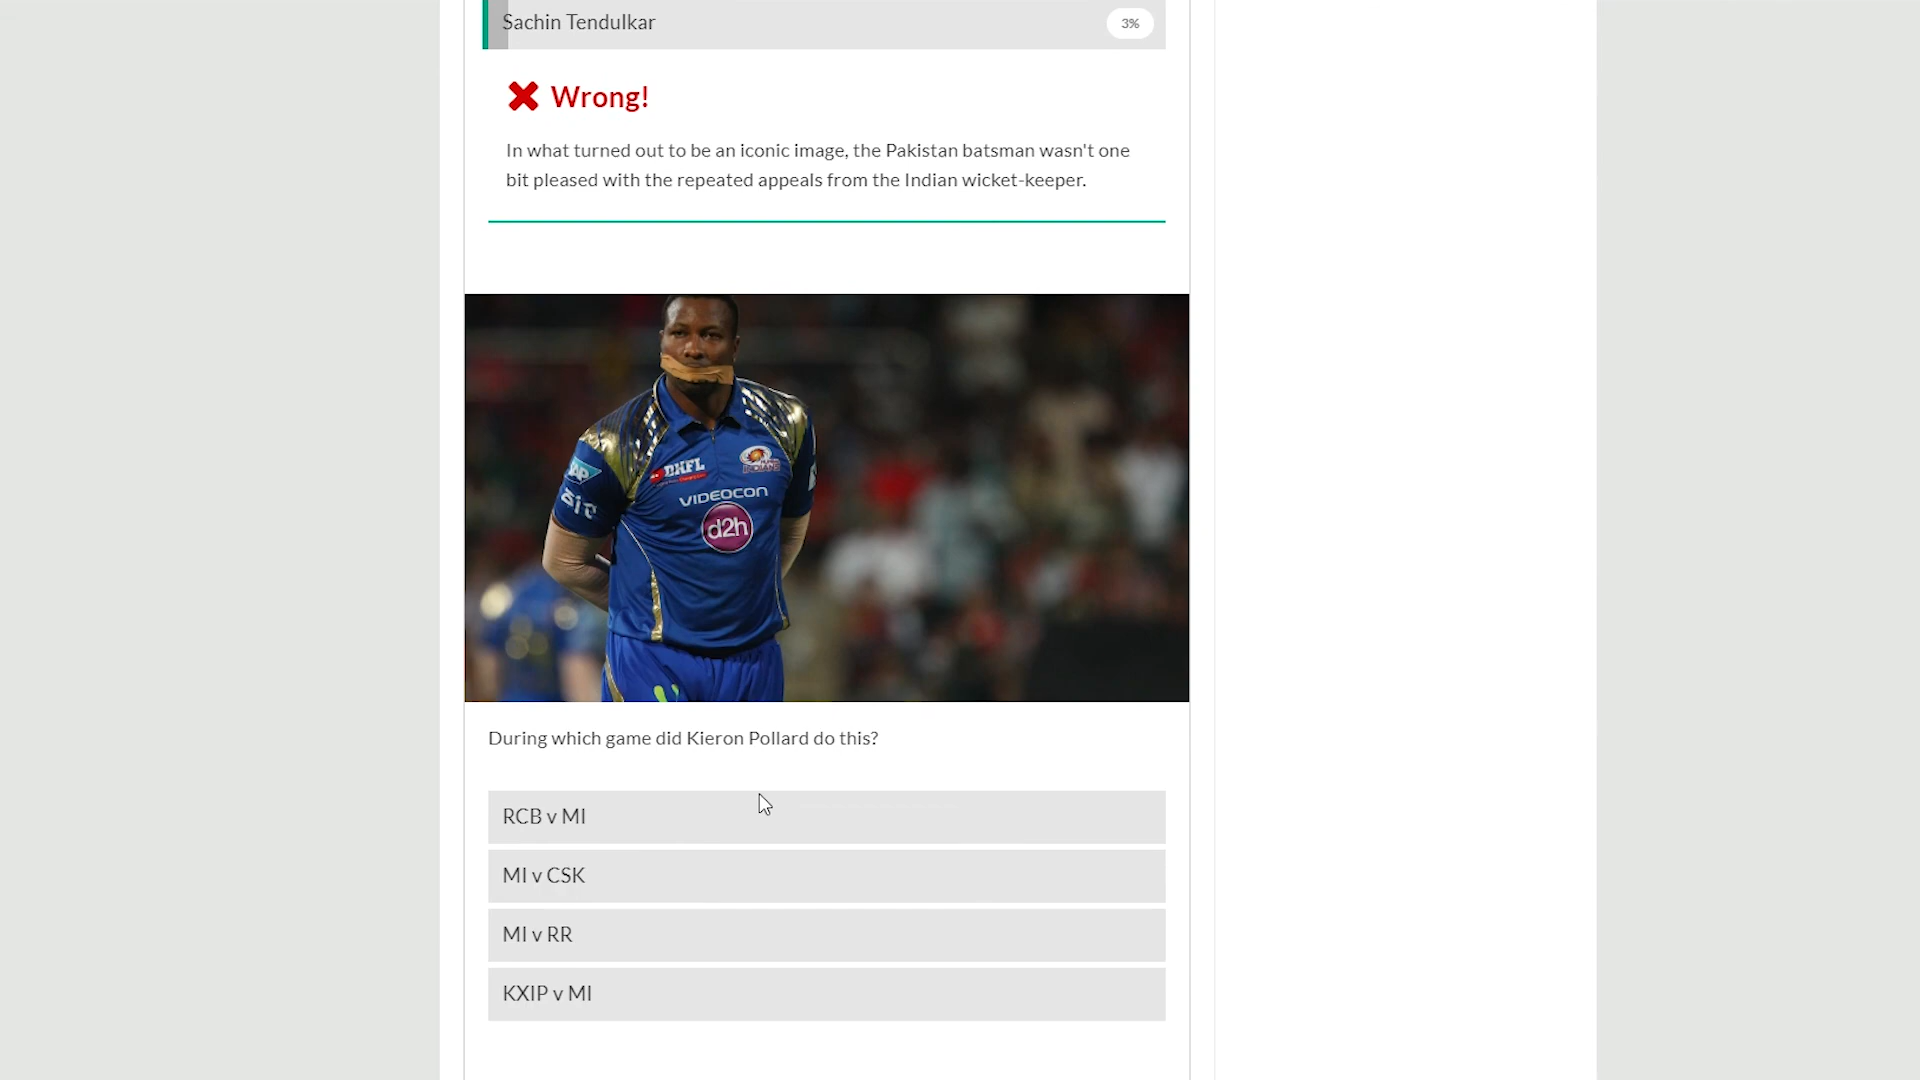 Sachin Tendulkar
3%
Wrong!
In what turned out to be an iconic image, the Pakistan batsman wasn't one
bit pleased with the repeated appeals from the Indian wicket-keeper.
DHFL
INDIANS
VIDEOCON
d2h
During which game did Kieron Pollard do this?
RCB v MI
MI v CSK
MI v RR
KXIP v MI